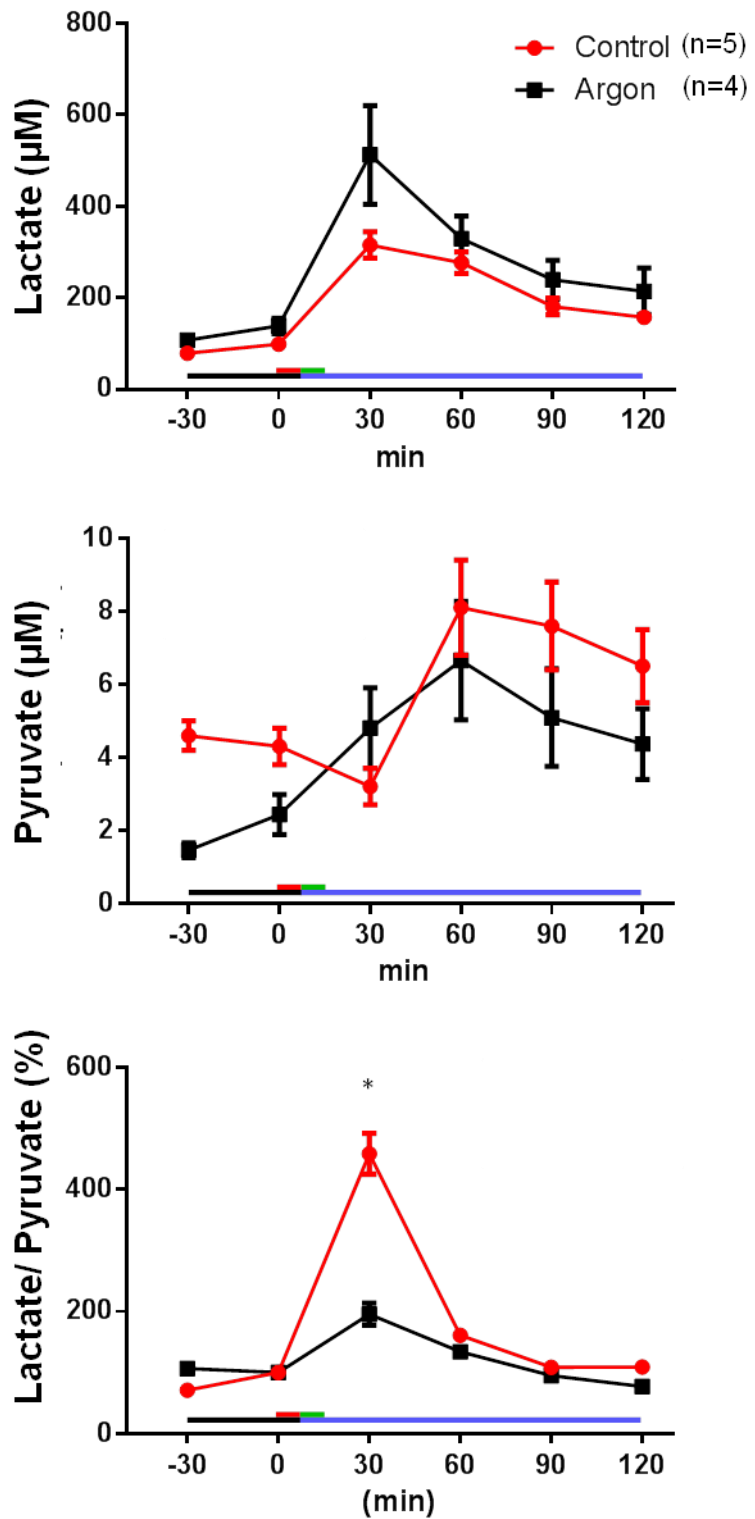 800
Control (n=5)
Argon (n=4)
600
400
200
0
Lactate (µM)
-30 0 30 60 90 120
min
10
8
6
4
2
0
Pyruvate (µM)
-30 0 30 60 90 120
min
600
*
400
200
0
Lactate/ Pyruvate (%)
-30 0 30 60 90 120
(min)